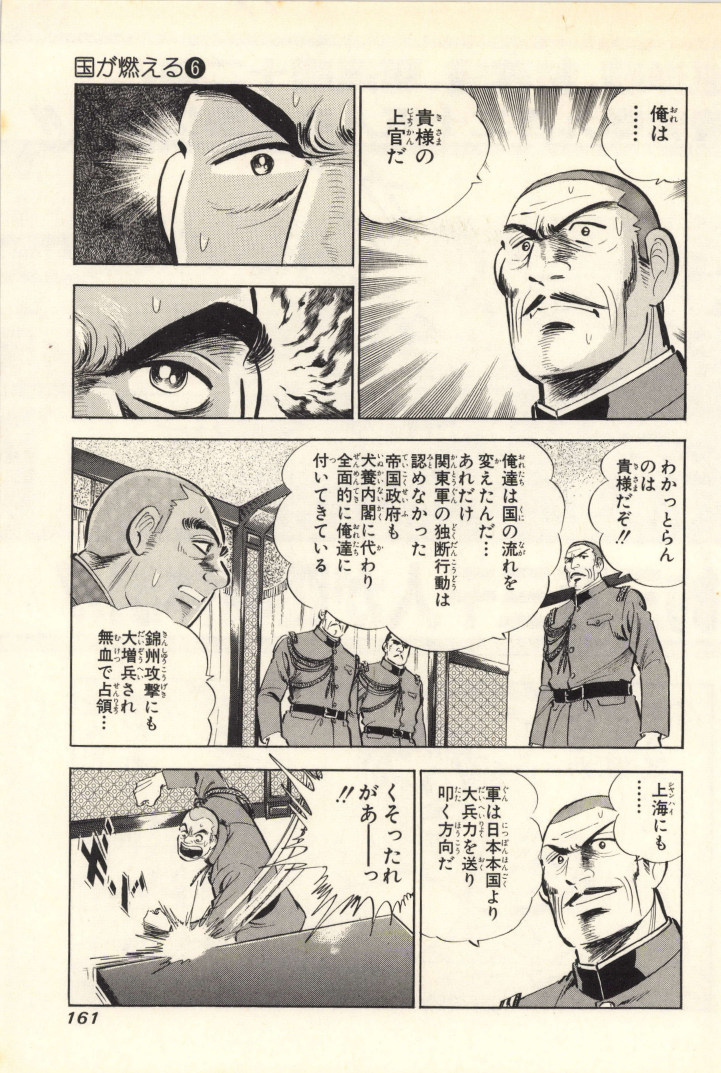 国が燃える❻
俺は
……
貴様の
上官だ
わかっとらん
のは
貴様だぞ!!
俺達は国の流れを
変えたんだ…
あれだけ
関東軍の独断行動は
認めなかった
帝国政府も
犬養内閣に代わり
全面的に俺達に
付いてきている
錦州攻撃にも
大増兵され
無血で占領…
上海にも
……
軍は日本本国より
大兵力を送り
叩く方向だ
くそったれ
があ――っ
!!
ガッ
161